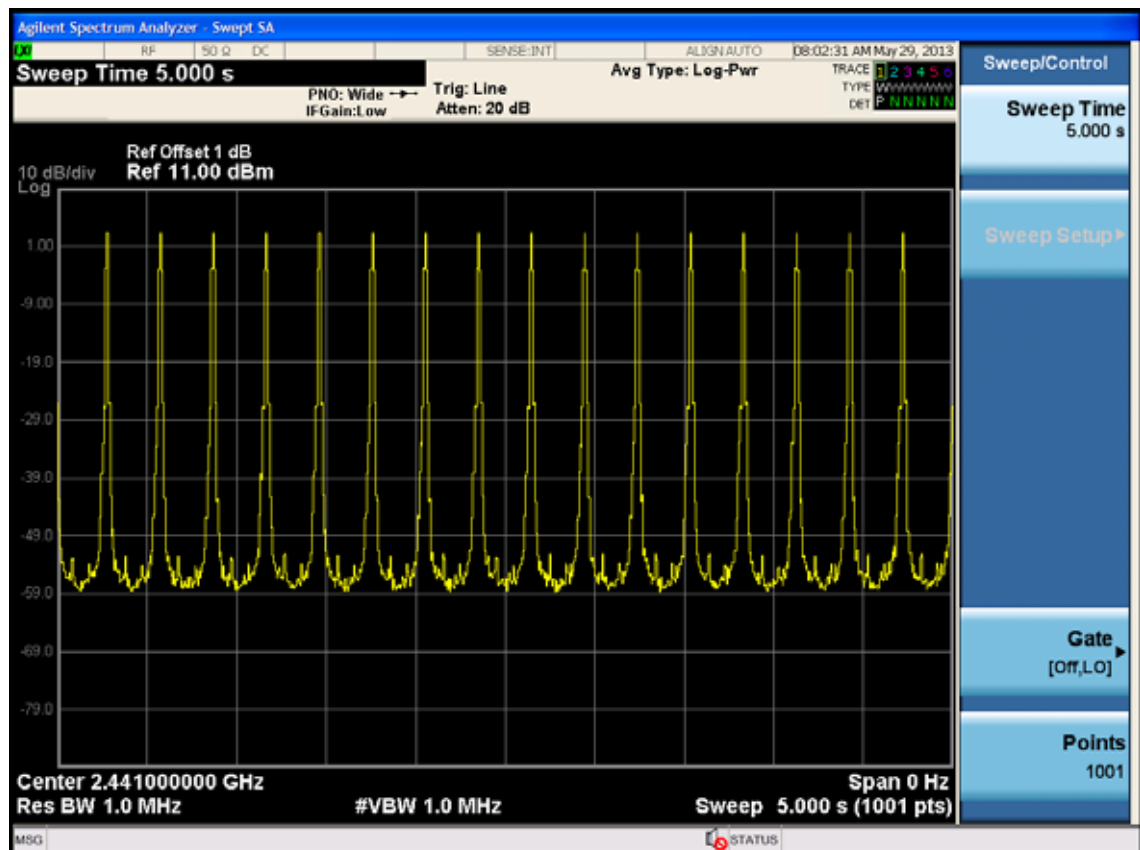 Agilent Spectrum Analyzer - Swept SA
RF 50 Ω DC SENSE:INT ALIGN AUTO 08:02:31 AM May 29, 2013
Sweep Time 5.000 s
PNO: Wide
IFGain:Low
Trig: Line
Atten: 20 dB
Avg Type: Log-Pwr
TRACE 1 2 3 4 5 6
TYPE WWWWWW
DET P N N N N N
Ref Offset 1 dB
10 dB/div Ref 11.00 dBm
Log
1.00
-9.00
-19.0
-29.0
-39.0
-49.0
-59.0
-69.0
-79.0
Center 2.441000000 GHz Span 0 Hz
Res BW 1.0 MHz #VBW 1.0 MHz Sweep 5.000 s (1001 pts)
MSG STATUS
Sweep/Control
Sweep Time
5.000 s
Sweep Setup
Gate
[Off,LO]
Points
1001